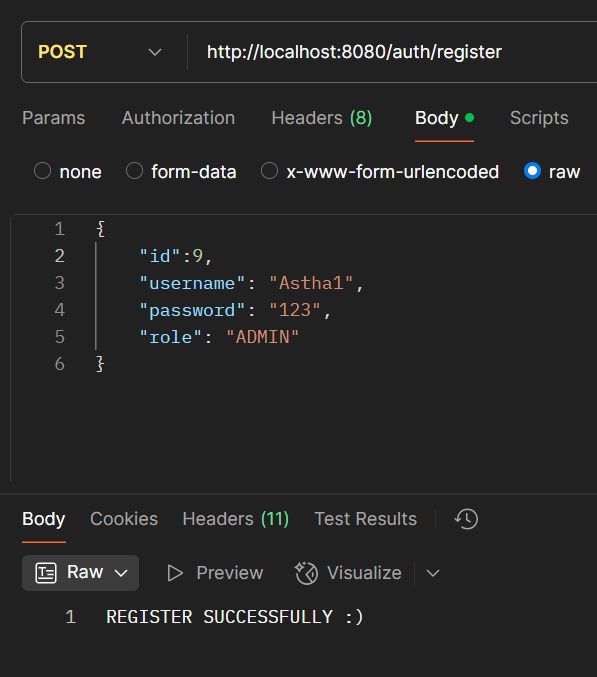 POST http://localhost:8080/auth/register
Params Authorization Headers (8) Body Scripts
none form-data x-www-form-urlencoded raw
1 {
2 "id":9,
3 "username": "Astha1",
4 "password": "123",
5 "role": "ADMIN"
6 }
Body Cookies Headers (11) Test Results
Raw Preview Visualize
1 REGISTER SUCCESSFULLY :)